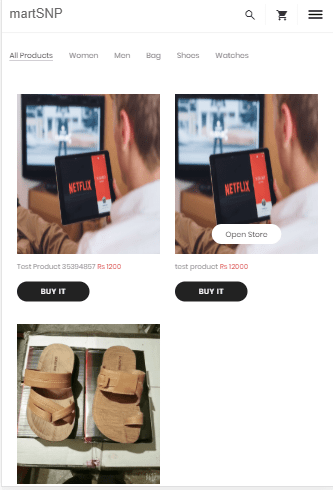 martSNP
All Products Women Men Bag Shoes Watches
NETFLIX
NETFLIX
Open Store
Test Product 35394857 Rs 1200
test product Rs 12000
BUY IT
BUY IT